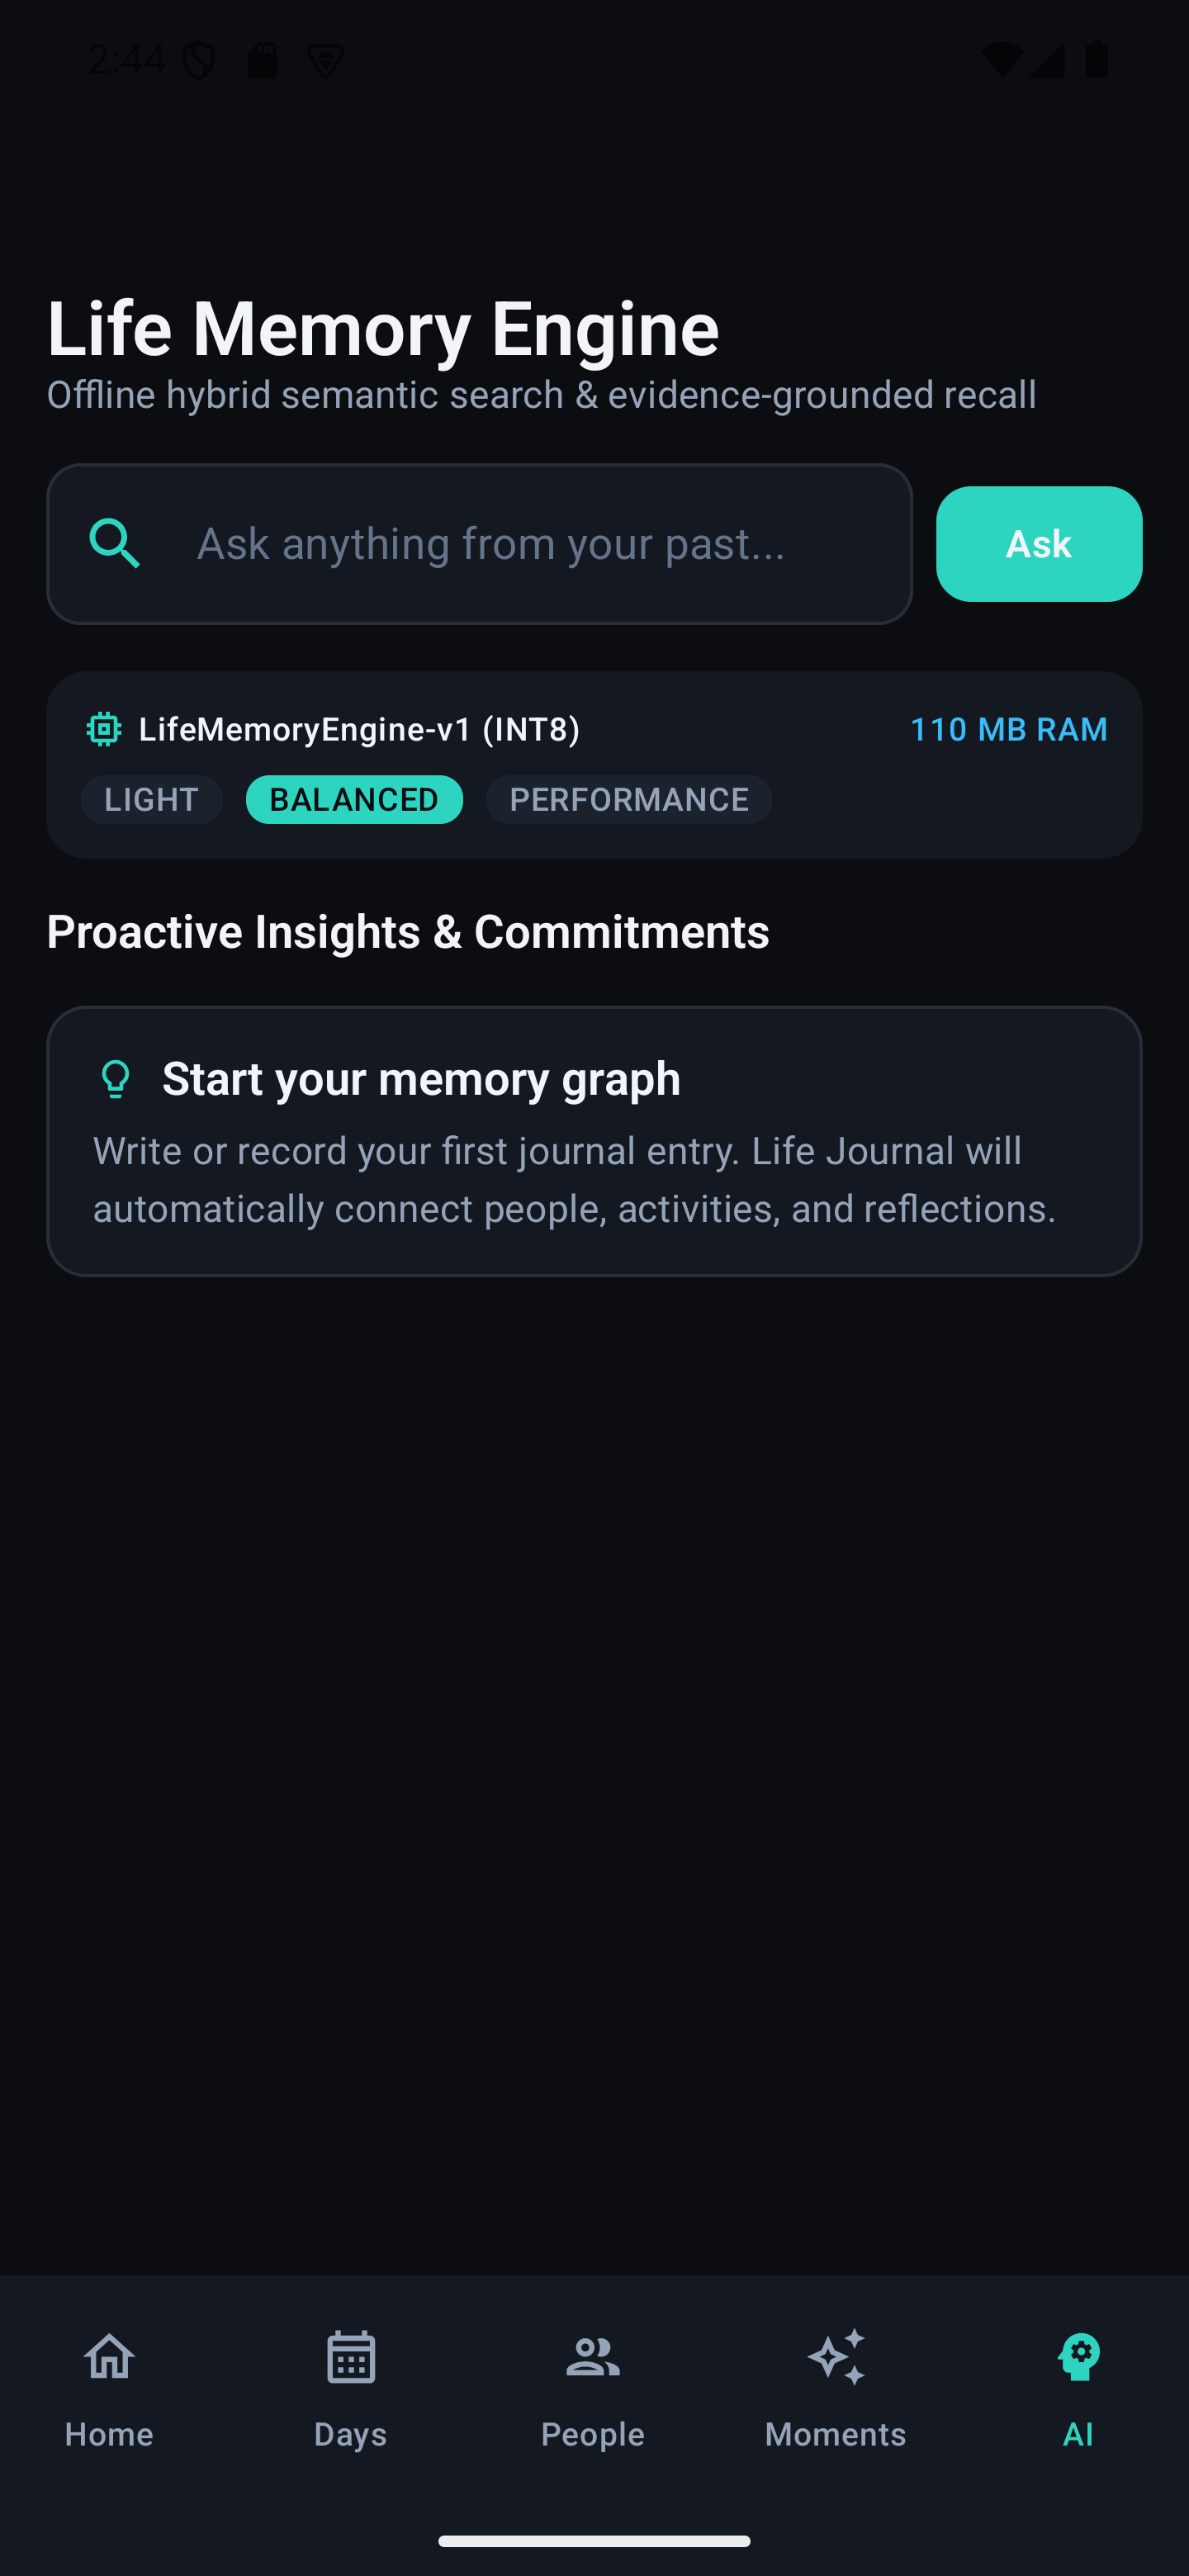 2:44
Life Memory Engine
Offline hybrid semantic search & evidence-grounded recall
Ask anything from your past...
Ask
LifeMemoryEngine-v1 (INT8)
110 MB RAM
LIGHT
BALANCED
PERFORMANCE
Proactive Insights & Commitments
Start your memory graph
Write or record your first journal entry. Life Journal will
automatically connect people, activities, and reflections.
Home
Days
People
Moments
AI